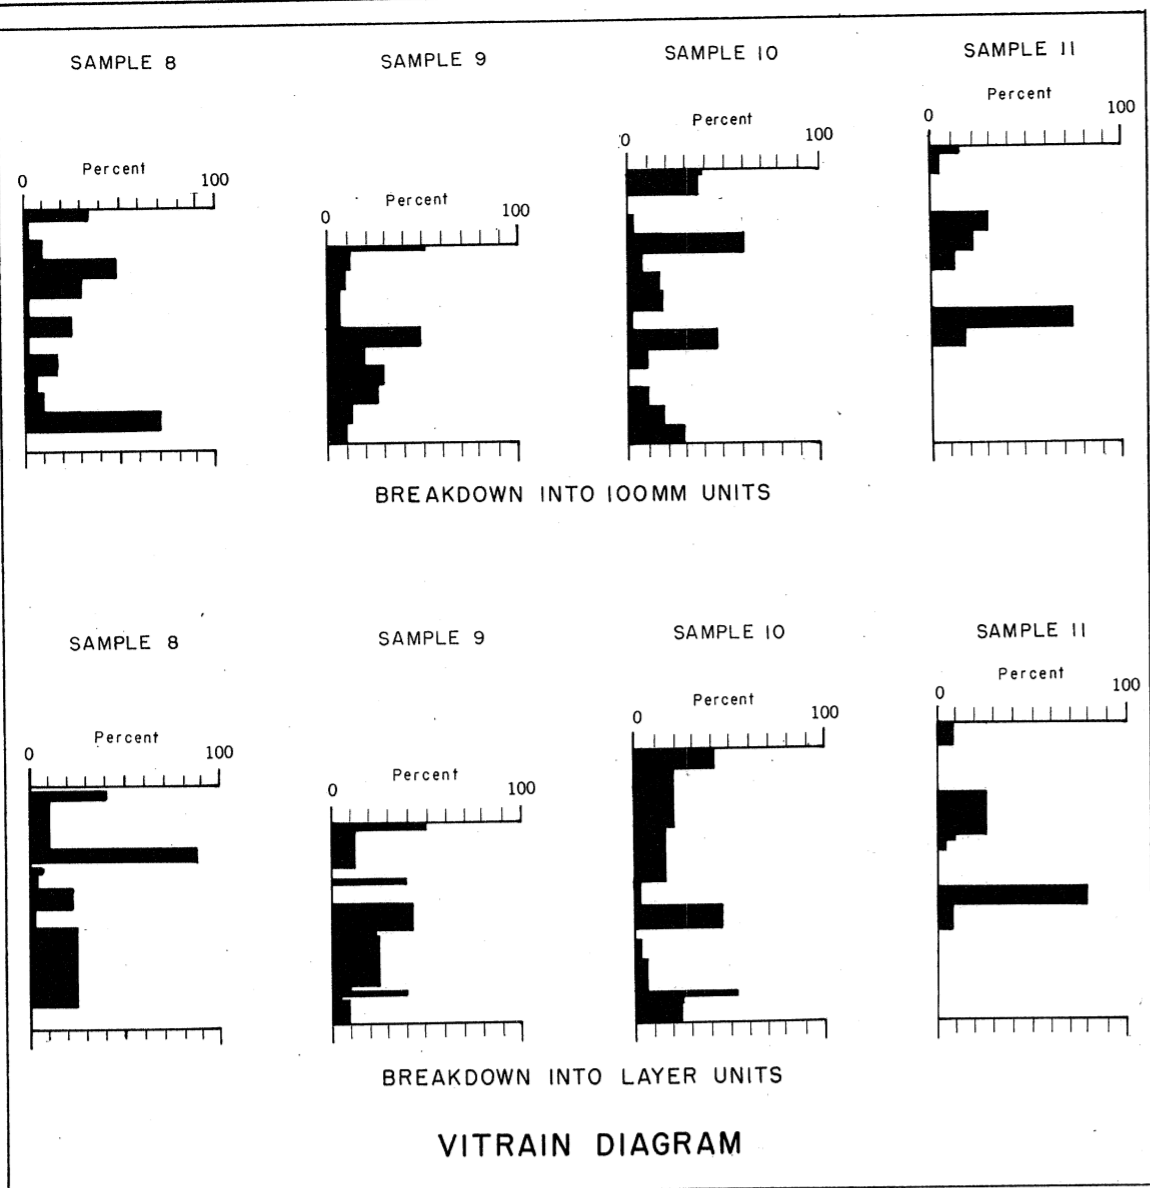 SAMPLE 8 SAMPLE 9 SAMPLE 10 SAMPLE 11
Percent Percent Percent Percent
0 100 0 100 0 100 0 100
BREAKDOWN INTO 100MM UNITS
SAMPLE 8 SAMPLE 9 SAMPLE 10 SAMPLE 11
Percent Percent Percent Percent
0 100 0 100 0 100 0 100
BREAKDOWN INTO LAYER UNITS
VITRAIN DIAGRAM